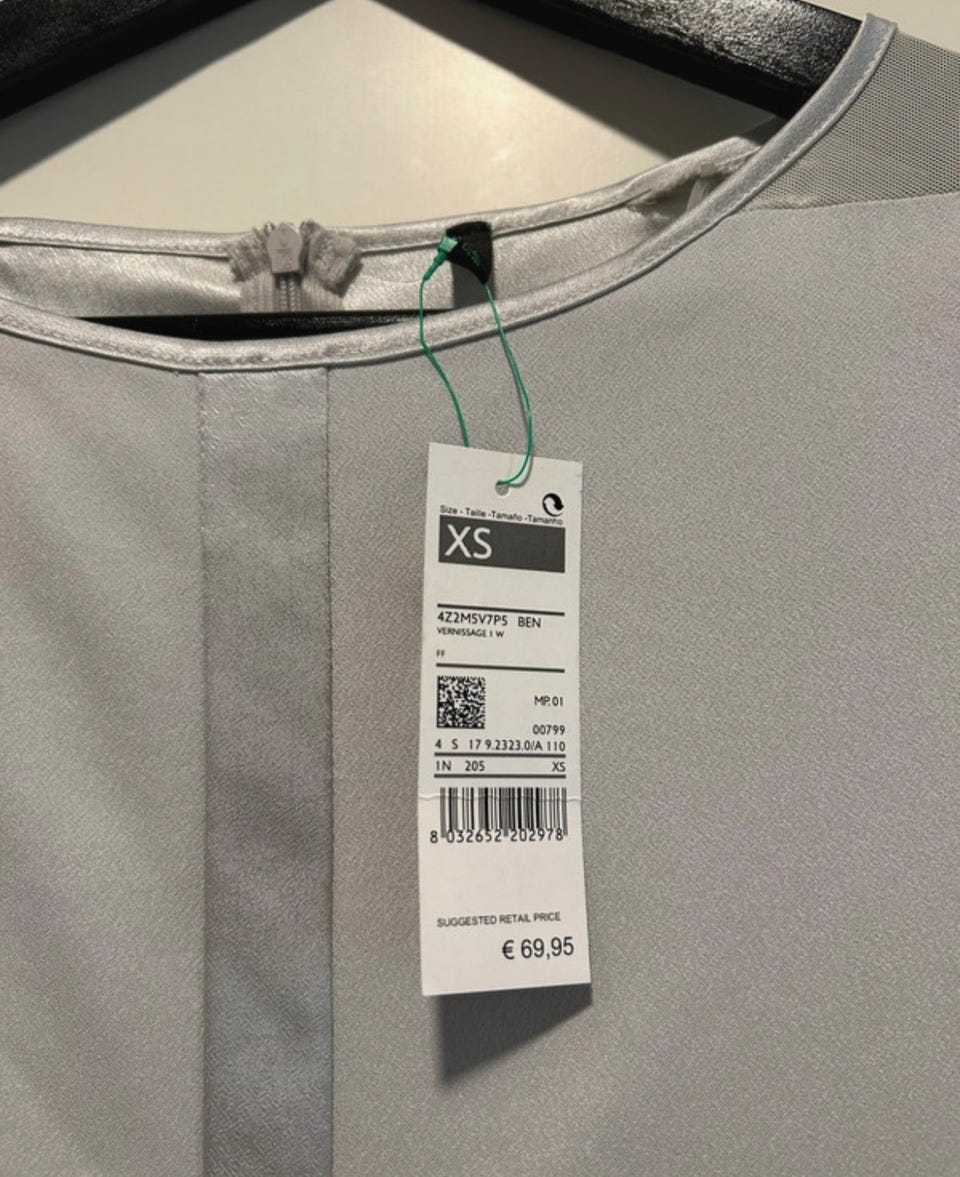 Size - Taille -Tamaño -Tamanho
XS
4Z2M5V7P5 BEN
VERNISSAGE I W
FF
MP.01
00799
4 S 17 9.2323.0/A 110
1N 205 XS
8 032652 202978
SUGGESTED RETAIL PRICE
€ 69,95